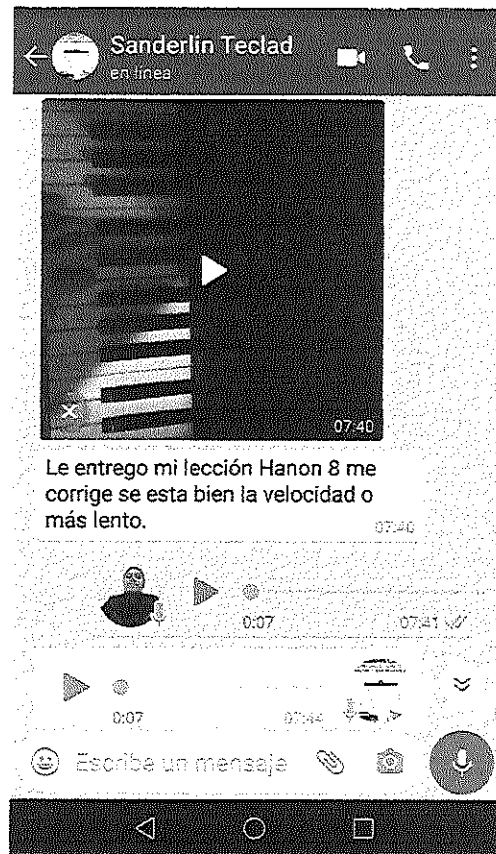 Sanderlin Teclad
en línea
07:40
Le entrego mi lección Hanon 8 me
corrige se esta bien la velocidad o
más lento.
07:40
0:07 07:41
0:07 07:44
Escribe un mensaje